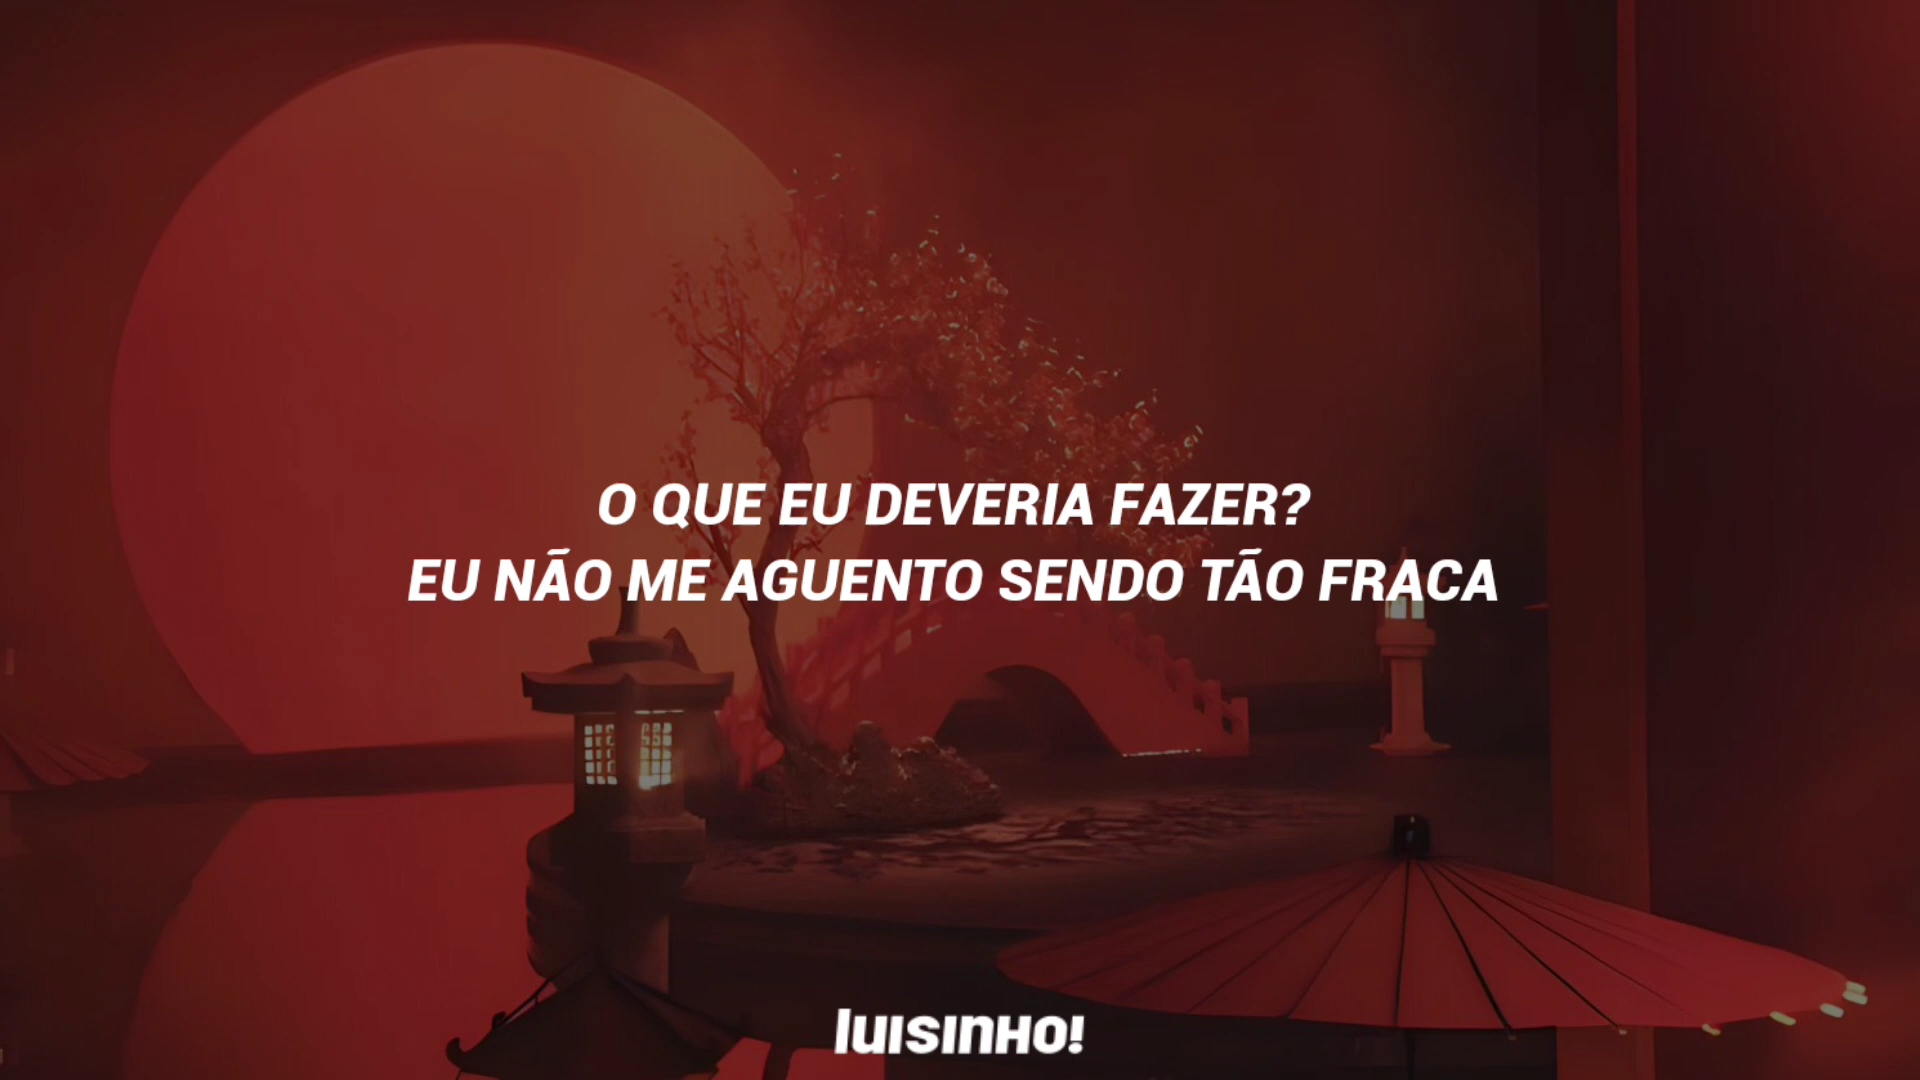 O QUE EU DEVERIA FAZER?
EU NÃO ME AGUENTO SENDO TÃO FRACA
LUISINHO!